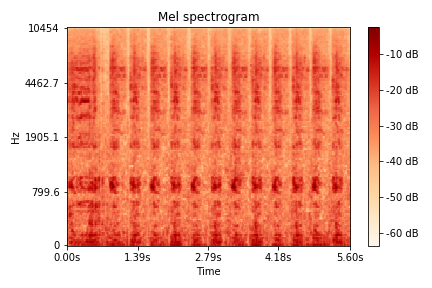 Mel spectrogram
10454
4462.7
1905.1
799.6
0
Hz
0.00s 1.39s 2.79s 4.18s 5.60s
Time
-10 dB
-20 dB
-30 dB
-40 dB
-50 dB
-60 dB